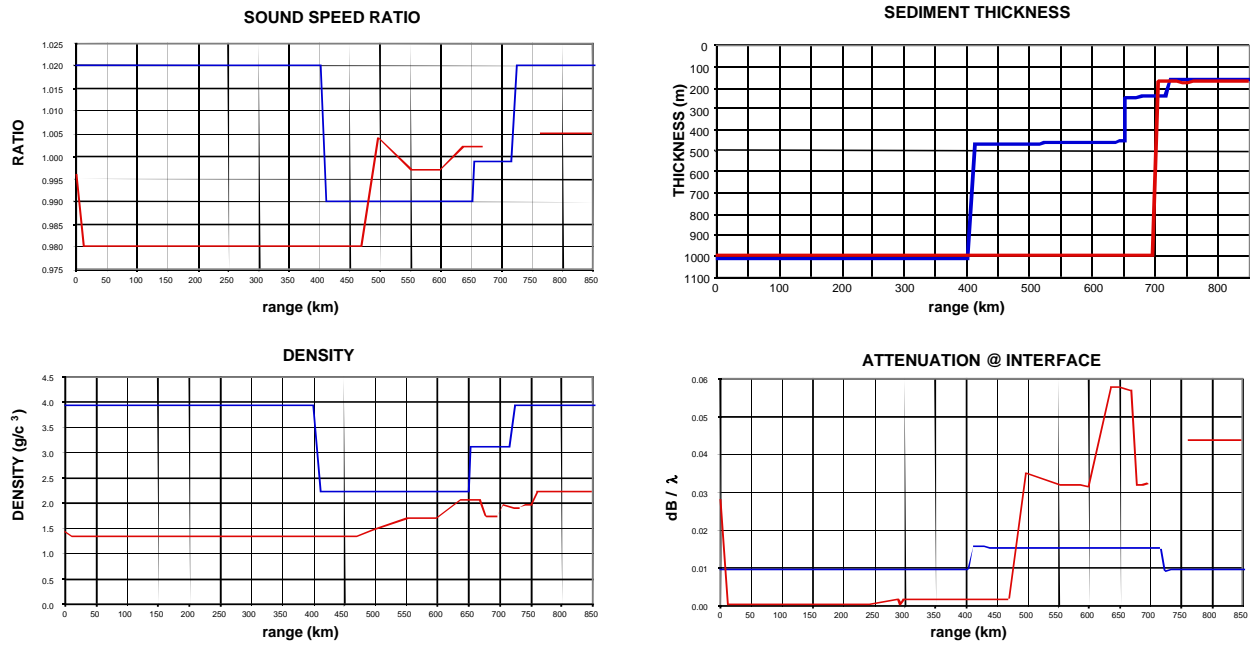 SOUND SPEED RATIO
1.025
1.020
1.015
1.010
1.005
1.000
0.995
0.990
0.985
0.980
0.975
RATIO
0 50 100 150 200 250 300 350 400 450 500 550 600 650 700 750 800 850
range (km)
SEDIMENT THICKNESS
0
100
200
300
400
500
600
700
800
900
1000
1100
THICKNESS (m)
0 100 200 300 400 500 600 700 800
range (km)
DENSITY
4.5
4.0
3.5
3.0
2.5
2.0
1.5
1.0
0.5
0.0
DENSITY (g/c ³)
0 50 100 150 200 250 300 350 400 450 500 550 600 650 700 750 800 850
range (km)
ATTENUATION @ INTERFACE
0.06
0.05
0.04
0.03
0.02
0.01
0.00
dB / λ
0 50 100 150 200 250 300 350 400 450 500 550 600 650 700 750 800 850
range (km)